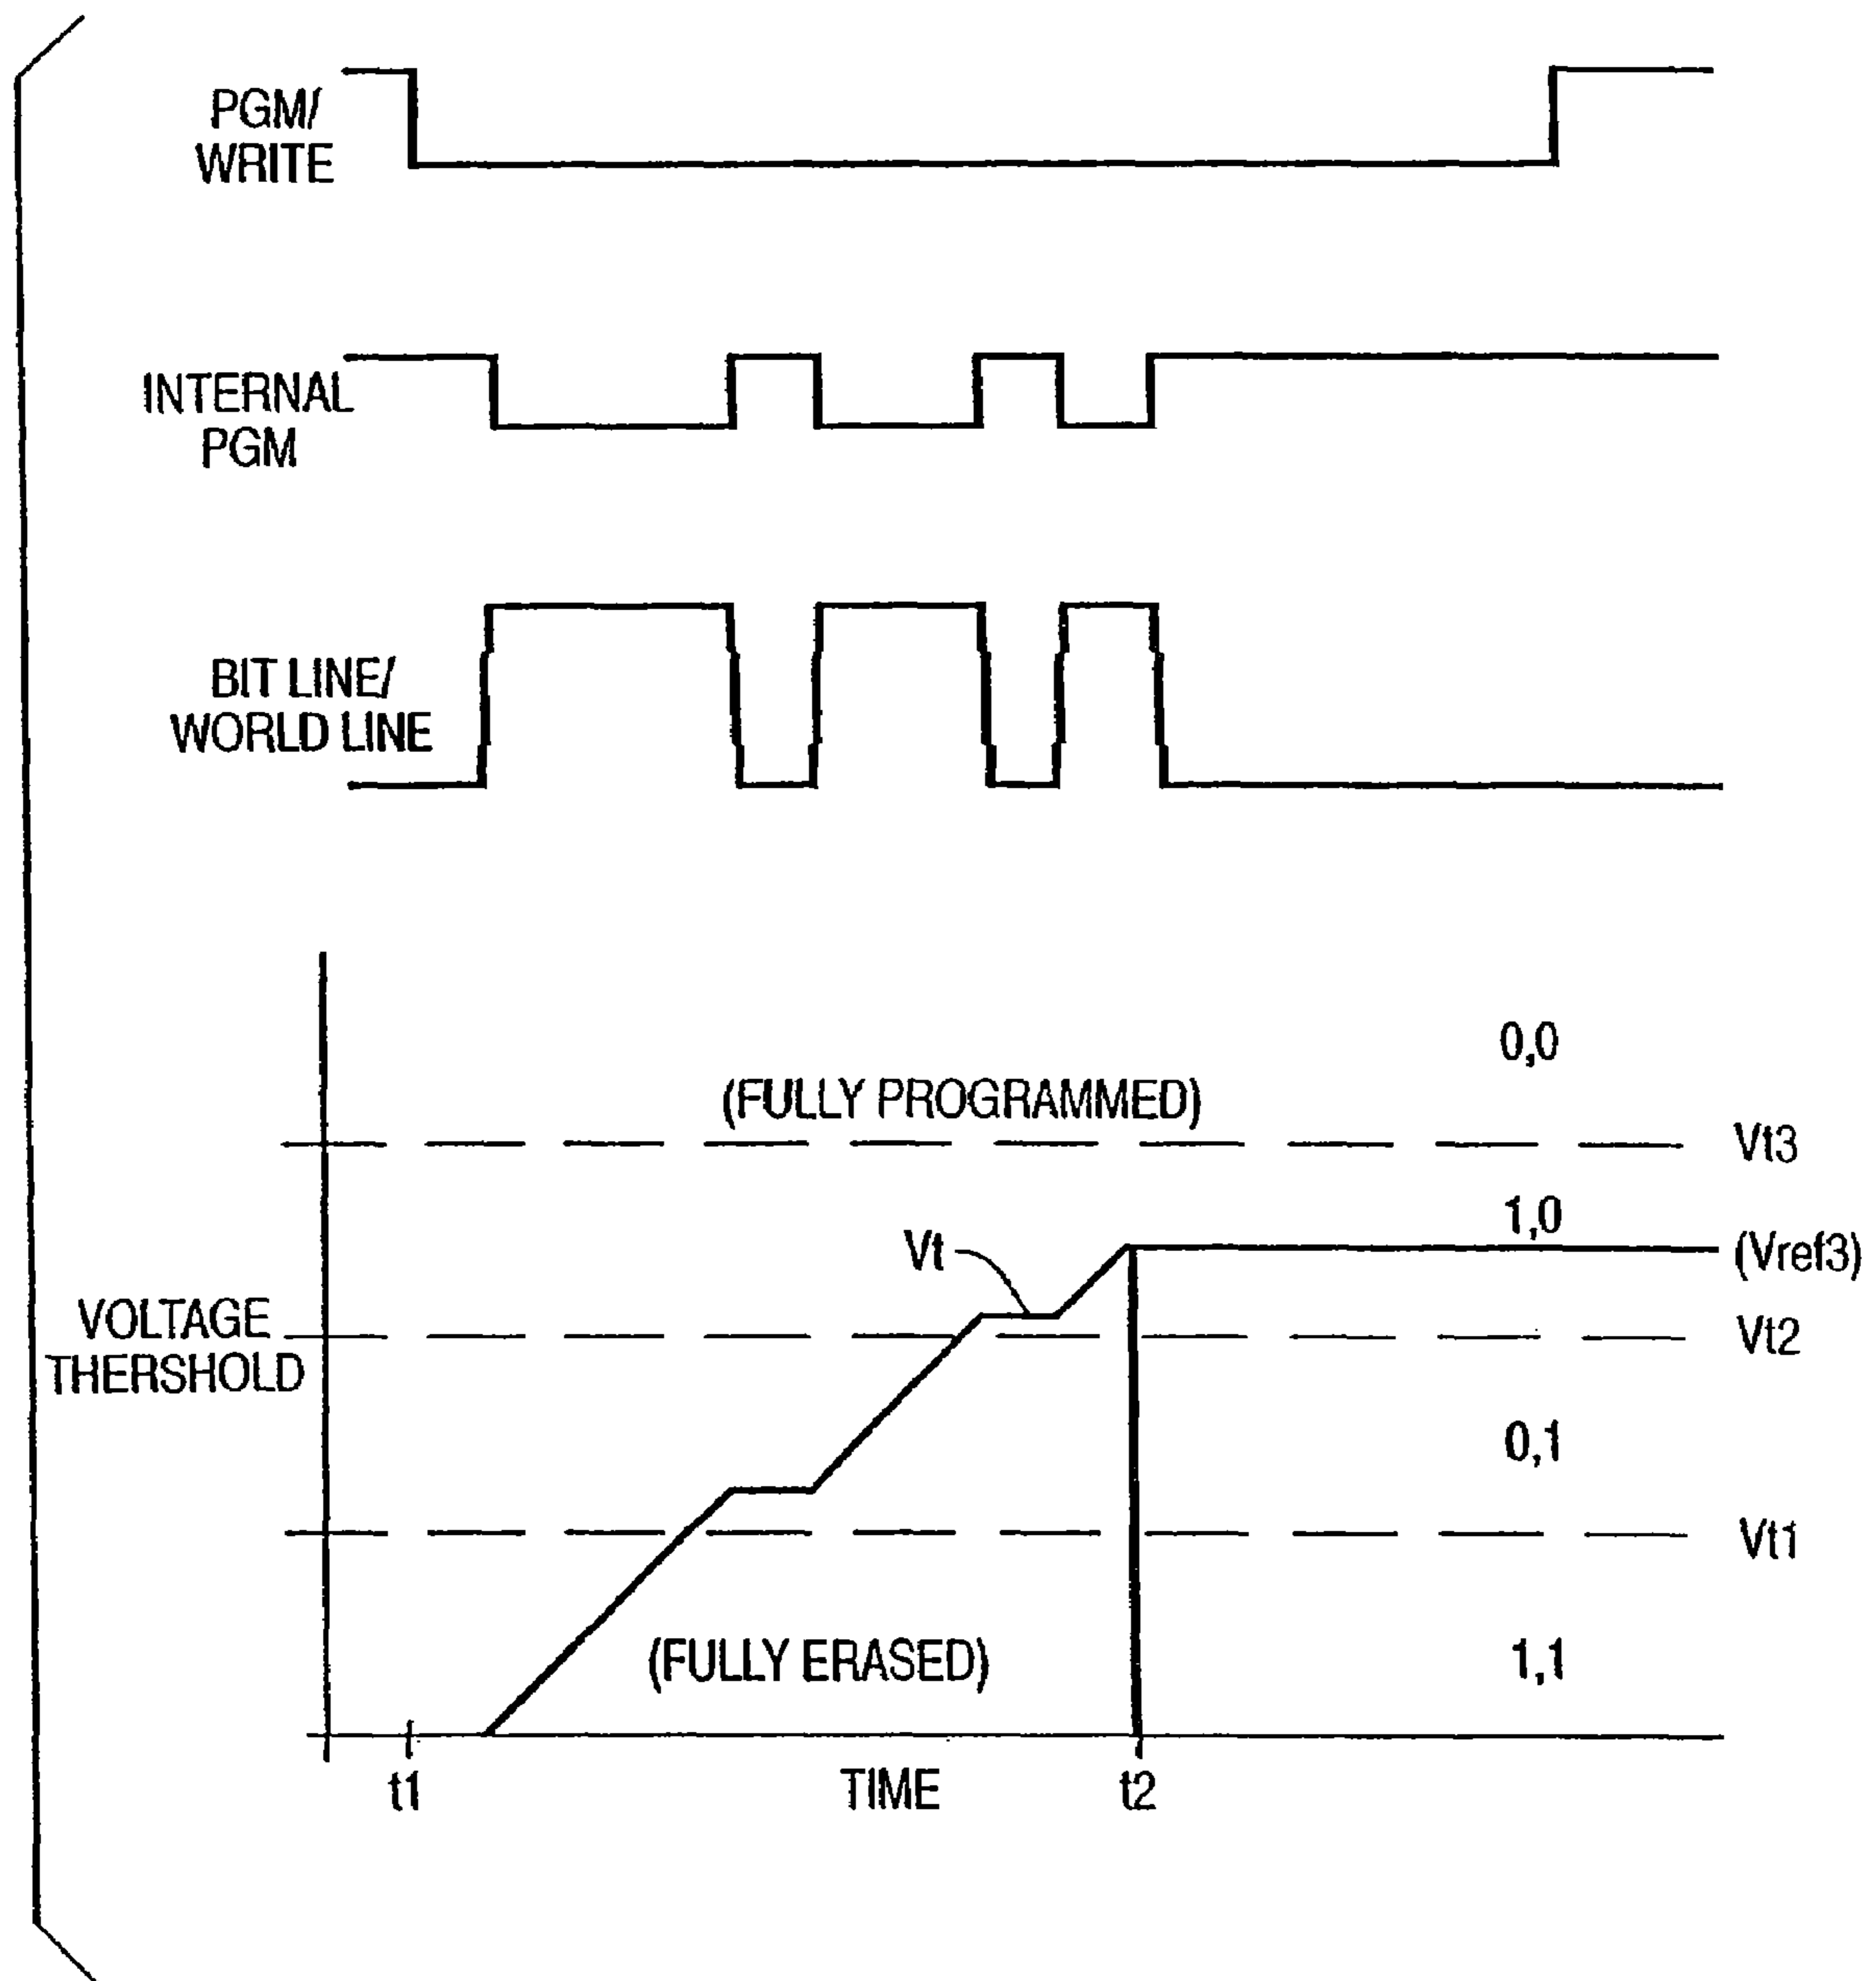 PGM/
WRITE
INTERNAL
PGM
BIT LINE/
WORLD LINE
0,0
(FULLY PROGRAMMED)
Vt3
1,0
Vt
(Vref3)
VOLTAGE
THERSHOLD
Vt2
0,1
Vt1
(FULLY ERASED)
1,1
t1
TIME
t2